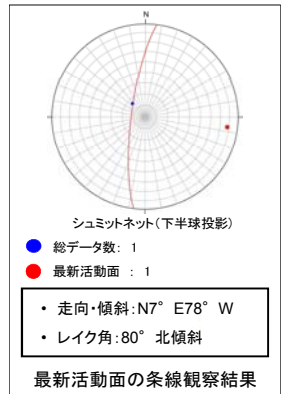 N
シュミットネット(下半球投影)
総データ数: 1
最新活動面 : 1
・ 走向・傾斜:N7° E78° W
・ レイク角:80° 北傾斜
最新活動面の条線観察結果